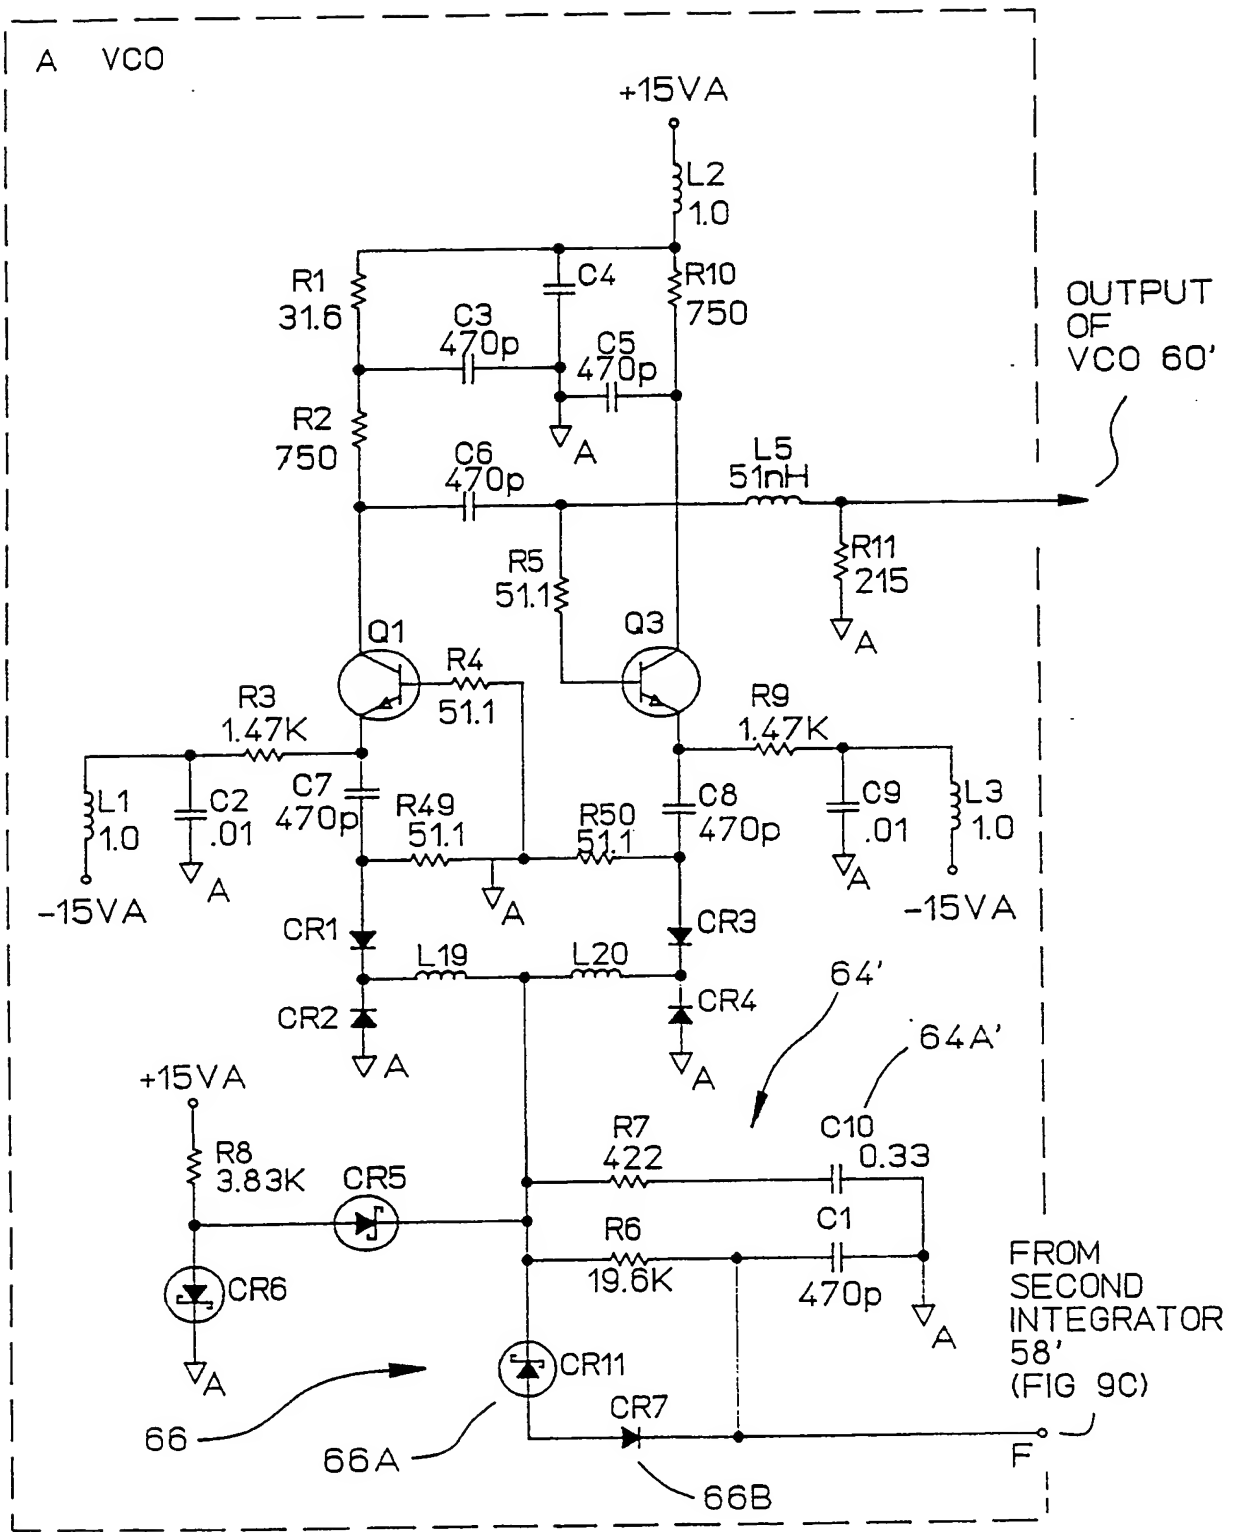 A VCO
+15VA
L2
1.0
R1
31.6
C4
R10
750
C3
470p
C5
470p
OUTPUT
OF
VCO 60'
R2
750
A
C6
470p
L5
51nH
R5
51.1
R11
215
A
Q1
Q3
R4
51.1
R3
1.47K
R9
1.47K
C7
470p
R49
51.1
R50
51.1
C8
470p
L1
1.0
C2
.01
C9
.01
L3
1.0
A
A
A
-15VA
-15VA
CR1
CR3
L19
L20
64'
CR2
CR4
64A'
A
A
+15VA
R8
3.83K
CR5
R7
422
C10
0.33
R6
19.6K
C1
470p
CR6
A
A
FROM
SECOND
INTEGRATOR
58'
(FIG 9C)
CR11
CR7
66
66A
66B
F